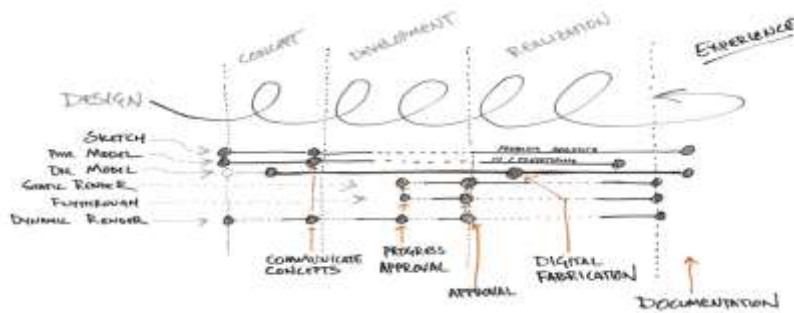 CONCEPT
DEVELOPMENT
REALIZATION
EXPERIENCE
DESIGN
SKETCH
PHYS. MODEL
DIG. MODEL
STATIC RENDER
FLYTHROUGH
DYNAMIC RENDER
COMMUNICATE
CONCEPTS
PROGRESS
APPROVAL
APPROVAL
DIGITAL
FABRICATION
DOCUMENTATION